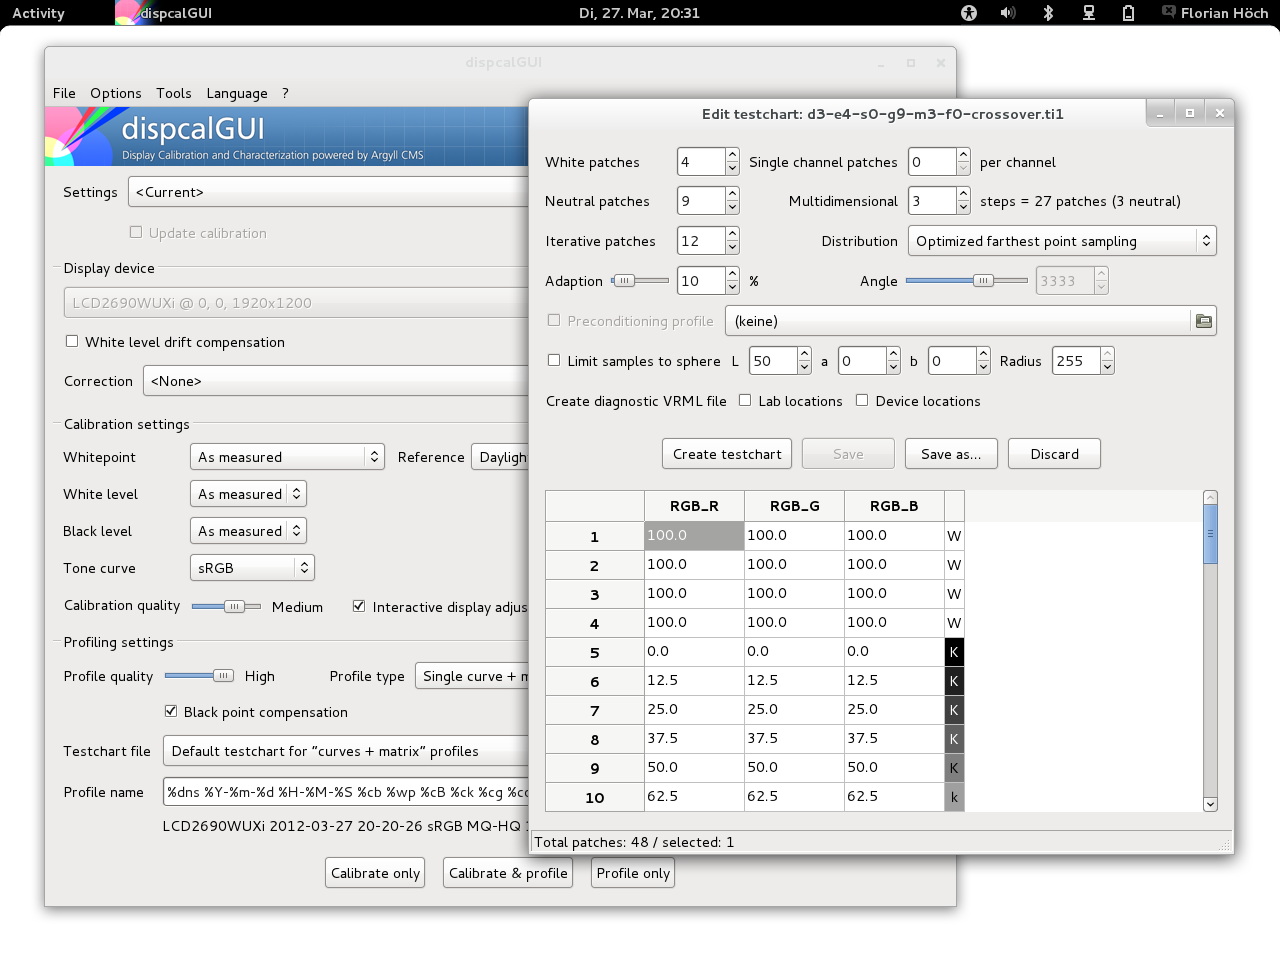 Activity
dispcalGUI
Di, 27. Mar, 20:31
Florian Höch
dispcalGUI
File Options Tools Language ?
dispcalGUI
Display Calibration and Characterization powered by Argyll CMS
Settings <Current>
Update calibration
Display device
LCD2690WUXi @ 0, 0, 1920x1200
White level drift compensation
Correction <None>
Calibration settings
Whitepoint As measured Reference Dayligh
White level As measured
Black level As measured
Tone curve sRGB
Calibration quality Medium Interactive display adjus
Profiling settings
Profile quality High Profile type Single curve + m
Black point compensation
Testchart file Default testchart for “curves + matrix” profiles
Profile name %dns %Y-%m-%d %H-%M-%S %cb %wp %cB %ck %cg %cc
LCD2690WUXi 2012-03-27 20-20-26 sRGB MQ-HQ
Calibrate only Calibrate & profile Profile only
Edit testchart: d3-e4-s0-g9-m3-f0-crossover.ti1
White patches 4 Single channel patches 0 per channel
Neutral patches 9 Multidimensional 3 steps = 27 patches (3 neutral)
Iterative patches 12 Distribution Optimized farthest point sampling
Adaption 10 % Angle 3333
Preconditioning profile (keine)
Limit samples to sphere L 50 a 0 b 0 Radius 255
Create diagnostic VRML file Lab locations Device locations
Create testchart Save Save as... Discard
RGB_R RGB_G RGB_B
1 100.0 100.0 100.0 W
2 100.0 100.0 100.0 W
3 100.0 100.0 100.0 W
4 100.0 100.0 100.0 W
5 0.0 0.0 0.0 K
6 12.5 12.5 12.5 K
7 25.0 25.0 25.0 K
8 37.5 37.5 37.5 K
9 50.0 50.0 50.0 K
10 62.5 62.5 62.5 k
Total patches: 48 / selected: 1